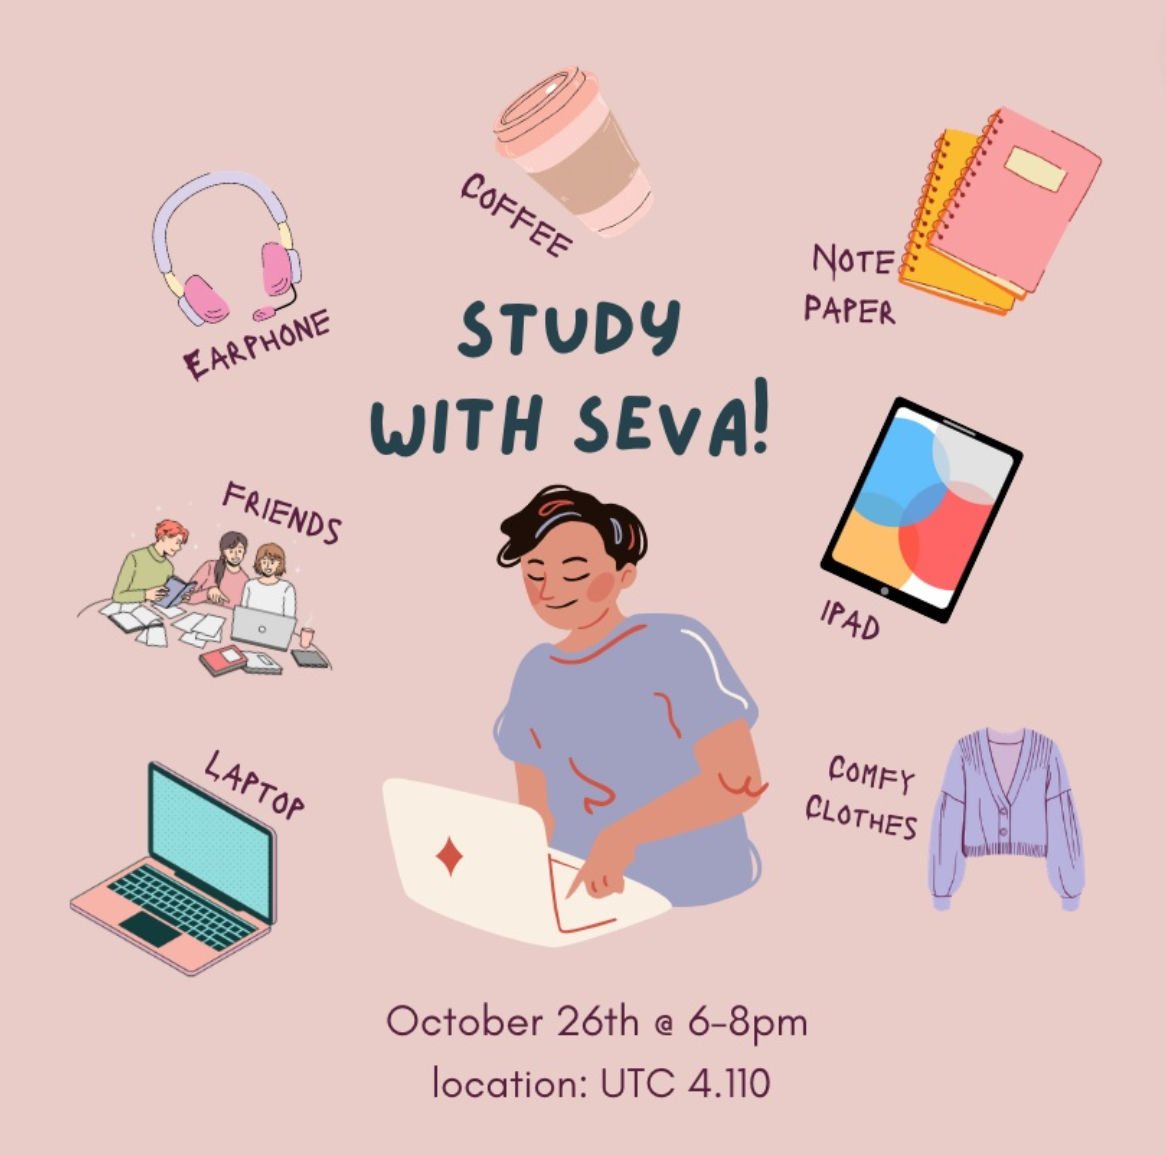 COFFEE
NOTE
PAPER
EARPHONE
STUDY
WITH SEVA!
FRIENDS
IPAD
LAPTOP
COMFY
CLOTHES
October 26th @ 6-8pm
location: UTC 4.110